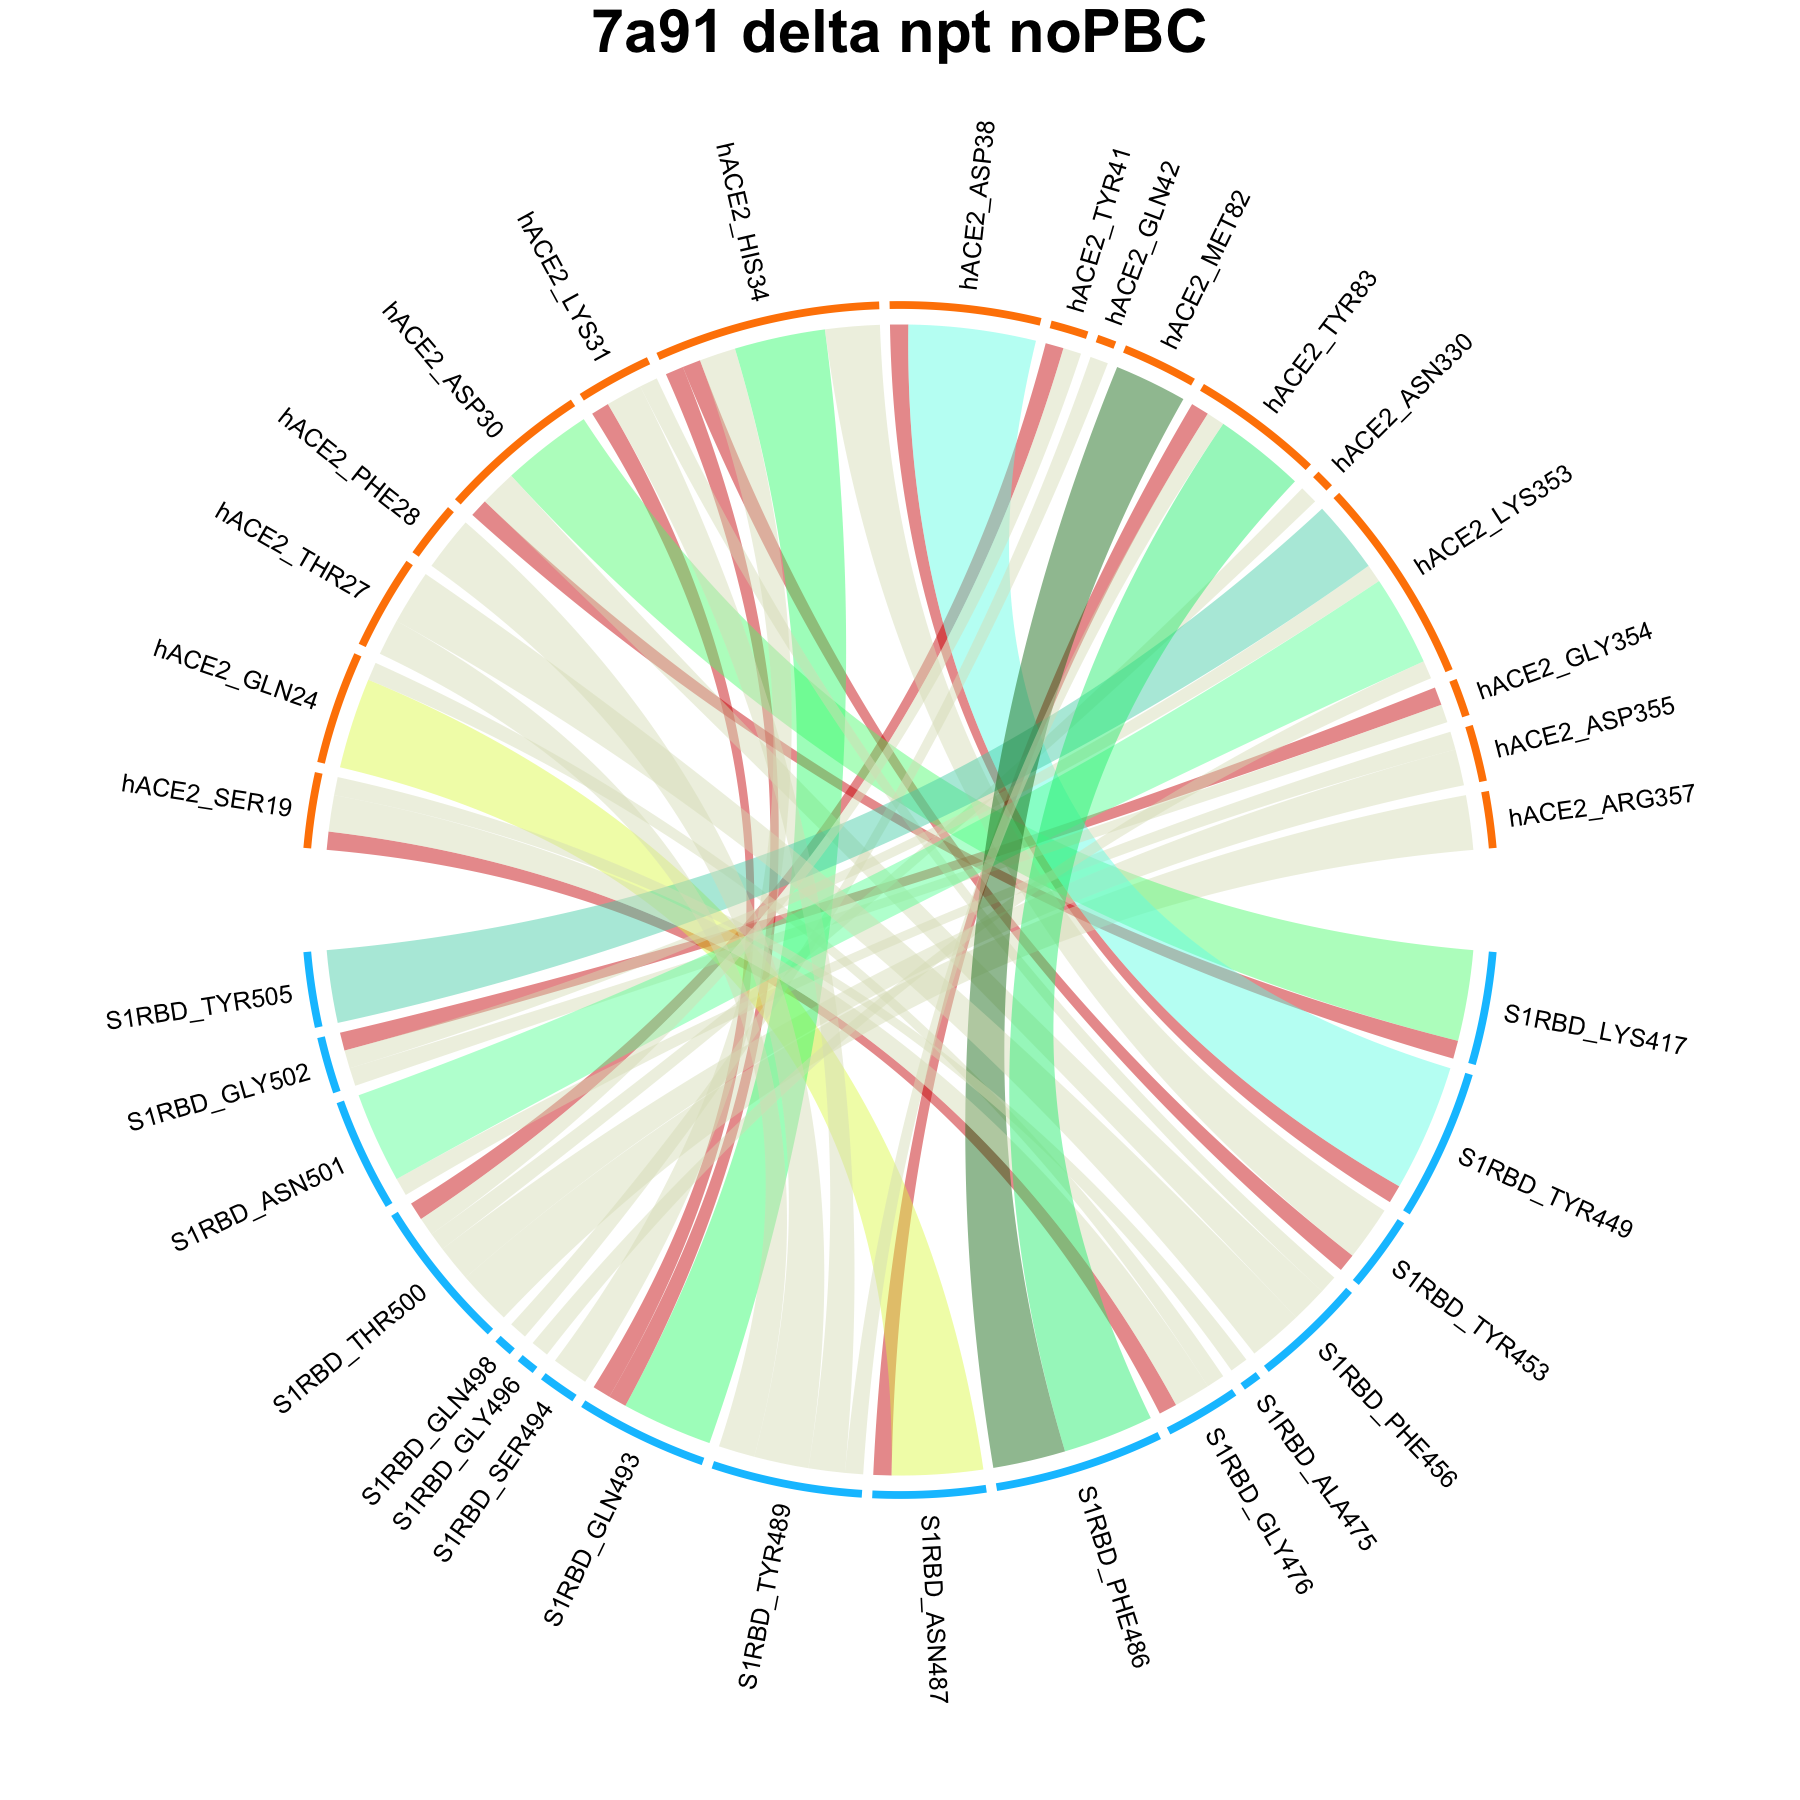 7a91 delta npt noPBC
hACE2_SER19
hACE2_GLN24
hACE2_THR27
hACE2_PHE28
hACE2_ASP30
hACE2_LYS31
hACE2_HIS34
hACE2_ASP38
hACE2_TYR41
hACE2_GLN42
hACE2_MET82
hACE2_TYR83
hACE2_ASN330
hACE2_LYS353
hACE2_GLY354
hACE2_ASP355
hACE2_ARG357
S1RBD_LYS417
S1RBD_TYR449
S1RBD_TYR453
S1RBD_PHE456
S1RBD_ALA475
S1RBD_GLY476
S1RBD_PHE486
S1RBD_ASN487
S1RBD_TYR489
S1RBD_GLN493
S1RBD_SER494
S1RBD_GLY496
S1RBD_GLN498
S1RBD_THR500
S1RBD_ASN501
S1RBD_GLY502
S1RBD_TYR505